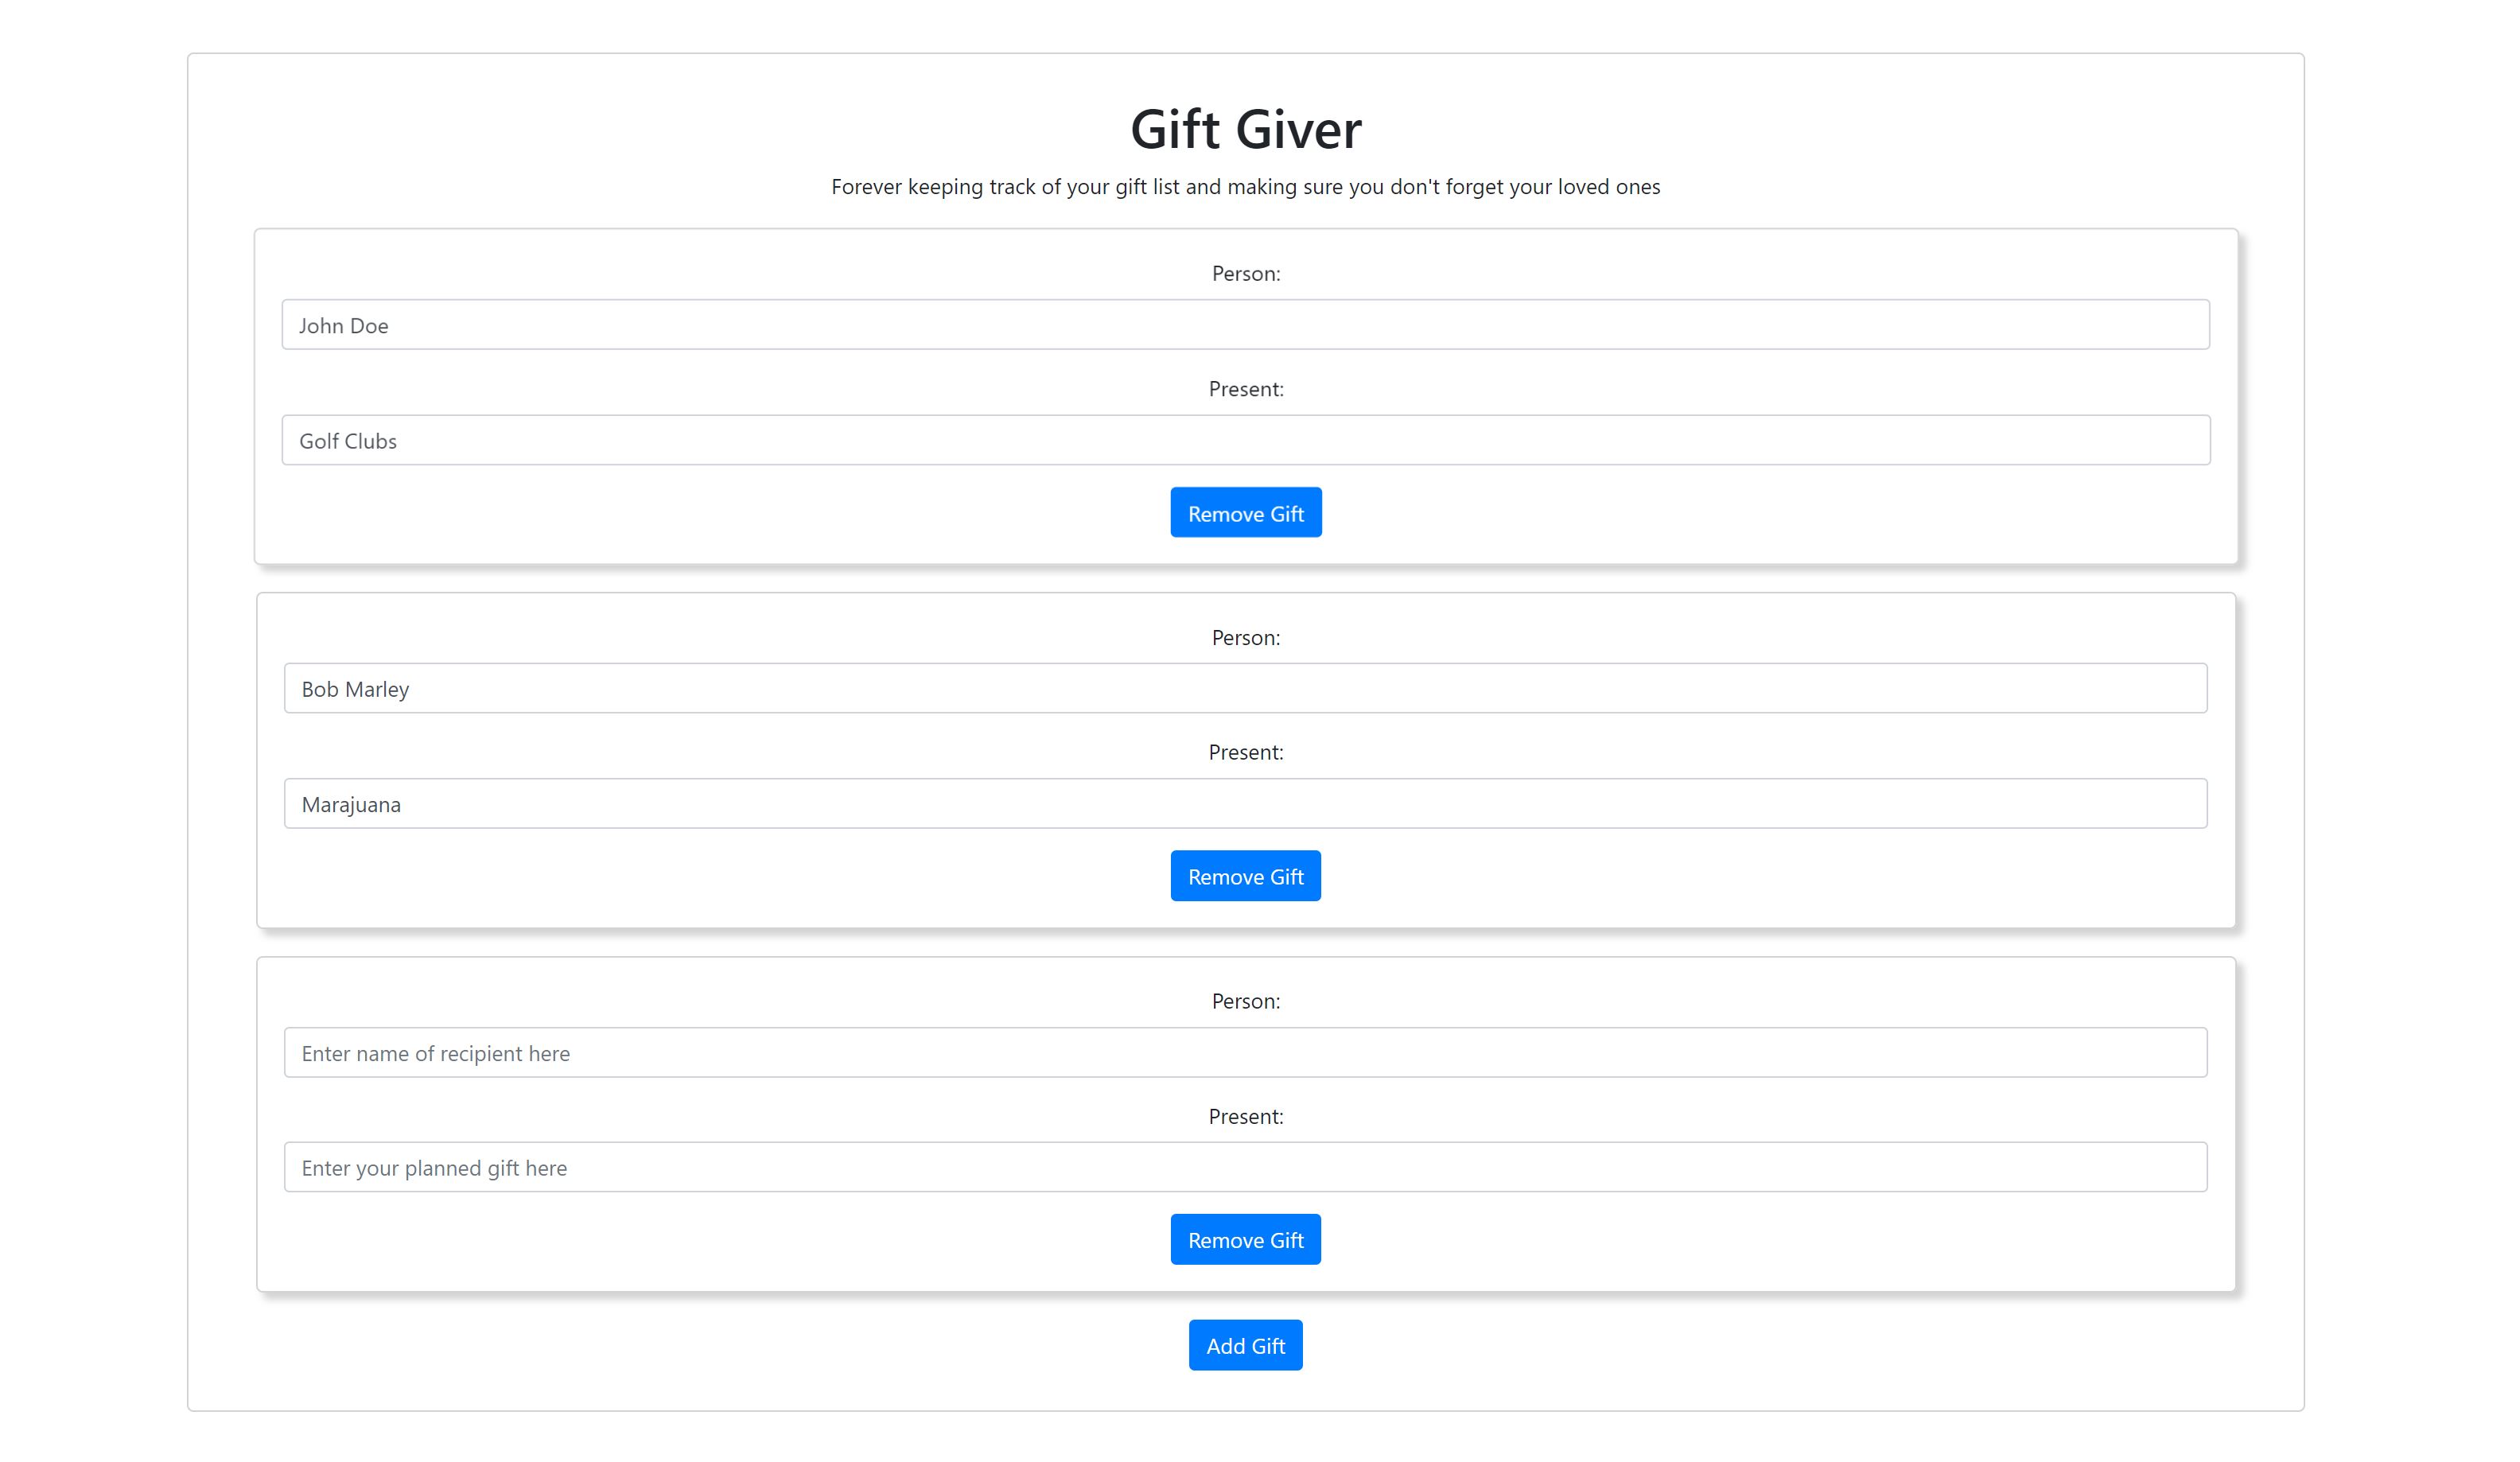 Gift Giver
Forever keeping track of your gift list and making sure you don't forget your loved ones
Person:
John Doe
Present:
Golf Clubs
Remove Gift
Person:
Bob Marley
Present:
Marajuana
Remove Gift
Person:
Enter name of recipient here
Present:
Enter your planned gift here
Remove Gift
Add Gift